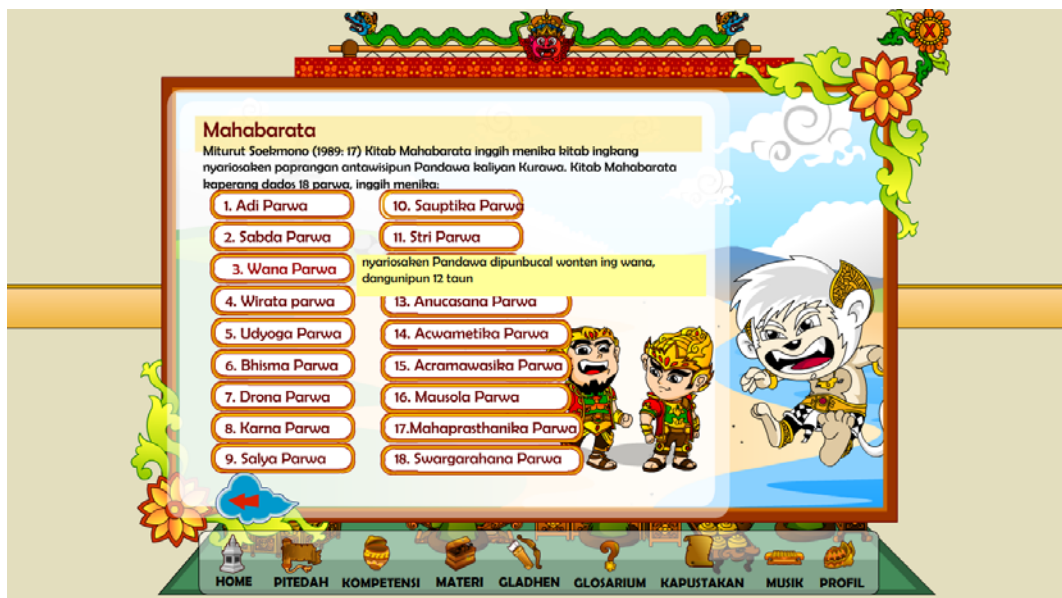 X
Mahabarata
Miturut Soekmono (1989: 17) Kitab Mahabarata inggih menika kitab ingkang
nyariosaken paprangan antawisipun Pandawa kaliyan Kurawa. Kitab Mahabarata
kaperang dados 18 parwa, inggih menika:
1. Adi Parwa
2. Sabda Parwa
3. Wana Parwa
4. Wirata parwa
5. Udyoga Parwa
6. Bhisma Parwa
7. Drona Parwa
8. Karna Parwa
9. Salya Parwa
10. Sauptika Parwa
11. Stri Parwa
nyariosaken Pandawa dipunbucal wonten ing wana,
dangunipun 12 taun
13. Anucasana Parwa
14. Acwametika Parwa
15. Acramawasika Parwa
16. Mausola Parwa
17.Mahaprasthanika Parwa
18. Swargarahana Parwa
HOME PITEDAH KOMPETENSI MATERI GLADHEN GLOSARIUM KAPUSTAKAN MUSIK PROFIL